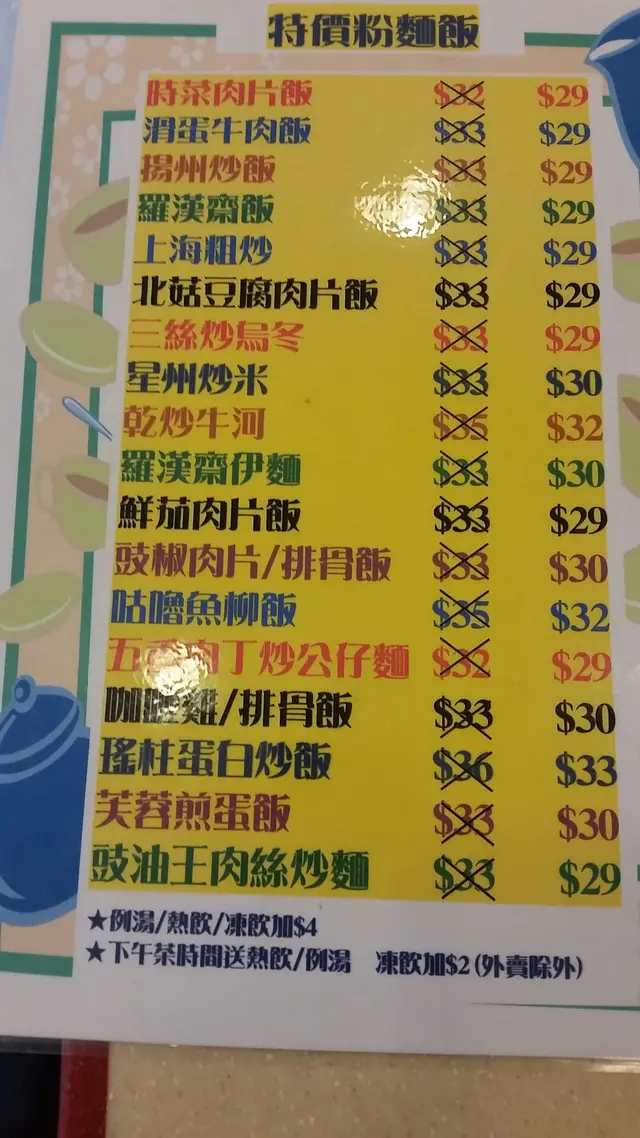 特價粉麵飯
時菜肉片飯 $32 $29
滑蛋牛肉飯 $33 $29
揚州炒飯 $33 $29
羅漢齋飯 $33 $29
上海粗炒 $33 $29
北菇豆腐肉片飯 $33 $29
三絲炒烏冬 $33 $29
星州炒米 $33 $30
乾炒牛河 $35 $32
羅漢齋伊麵 $33 $30
鮮茄肉片飯 $33 $29
豉椒肉片/排骨飯 $33 $30
咕嚕魚柳飯 $35 $32
五香肉丁炒公仔麵 $32 $29
咖喱雞/排骨飯 $33 $30
瑤柱蛋白炒飯 $36 $33
芙蓉煎蛋飯 $33 $30
豉油王肉絲炒麵 $33 $29
★例湯/熱飲/凍飲加$4
★下午茶時間送熱飲/例湯 凍飲加$2(外賣除外)